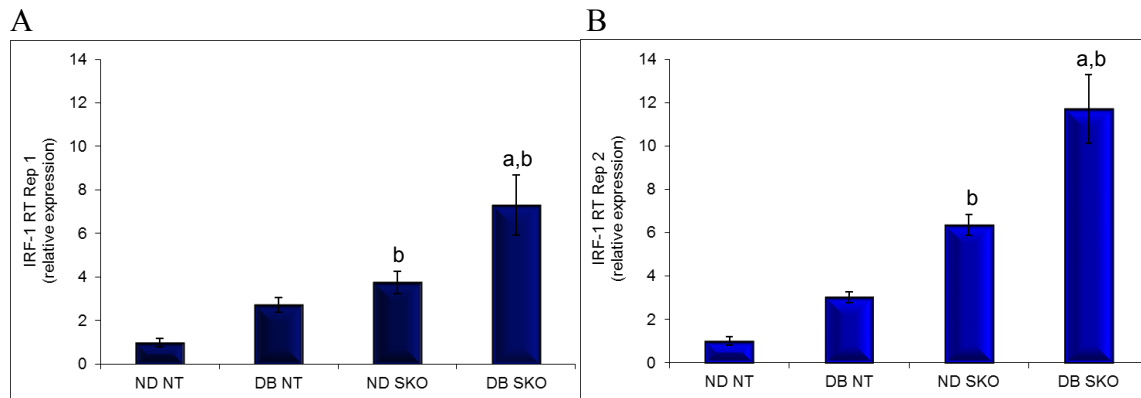 A
IRF-1 RT Rep 1
(relative expression)
14
12
10
8
6
4
2
0
b
a,b
ND NT
DB NT
ND SKO
DB SKO
B
IRF-1 RT Rep 2
(relative expression)
14
12
10
8
6
4
2
0
b
a,b
ND NT
DB NT
ND SKO
DB SKO